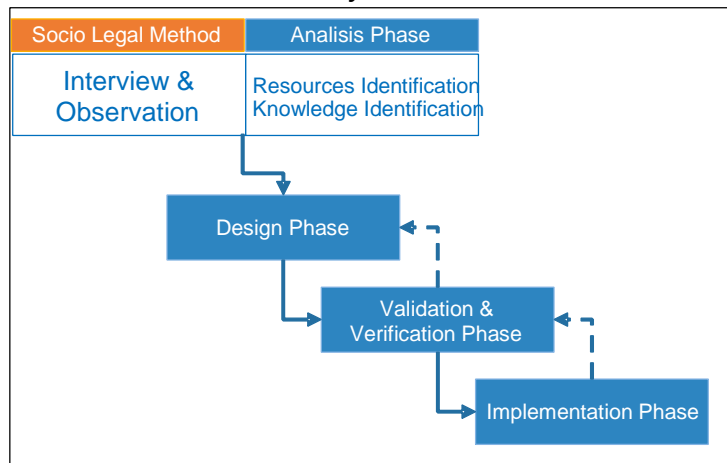 Socio Legal Method
Analisis Phase
Interview &
Observation
Resources Identification
Knowledge Identification
Design Phase
Validation &
Verification Phase
Implementation Phase